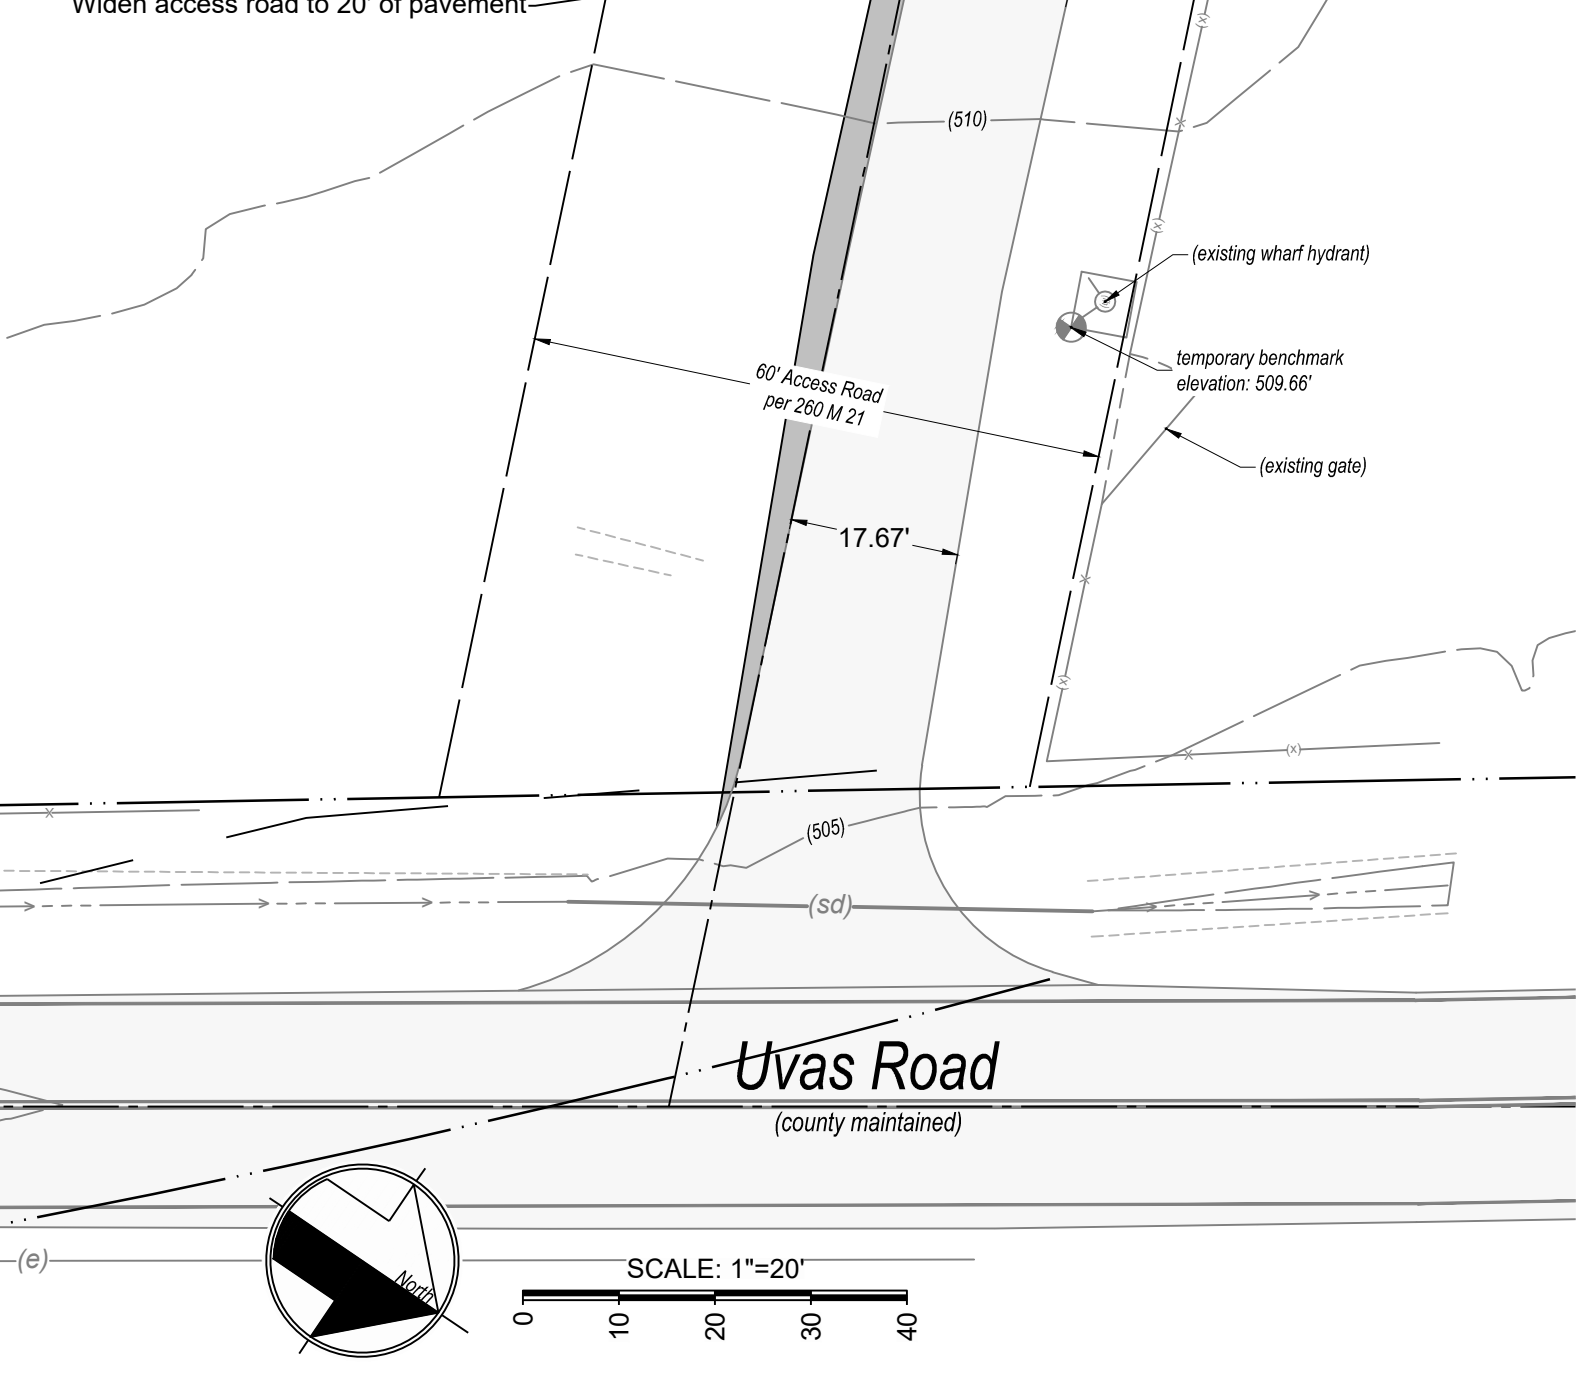 Widen access road to 20' of pavement
(x)
(510)
x
(x)
(existing wharf hydrant)
temporary benchmark
elevation: 509.66'
60' Access Road
per 260 M 21
(existing gate)
17.67'
x
(x)
x
(x)
x
(505)
(sd)
Uvas Road
(county maintained)
(e)
North
SCALE: 1"=20'
0
10
20
30
40